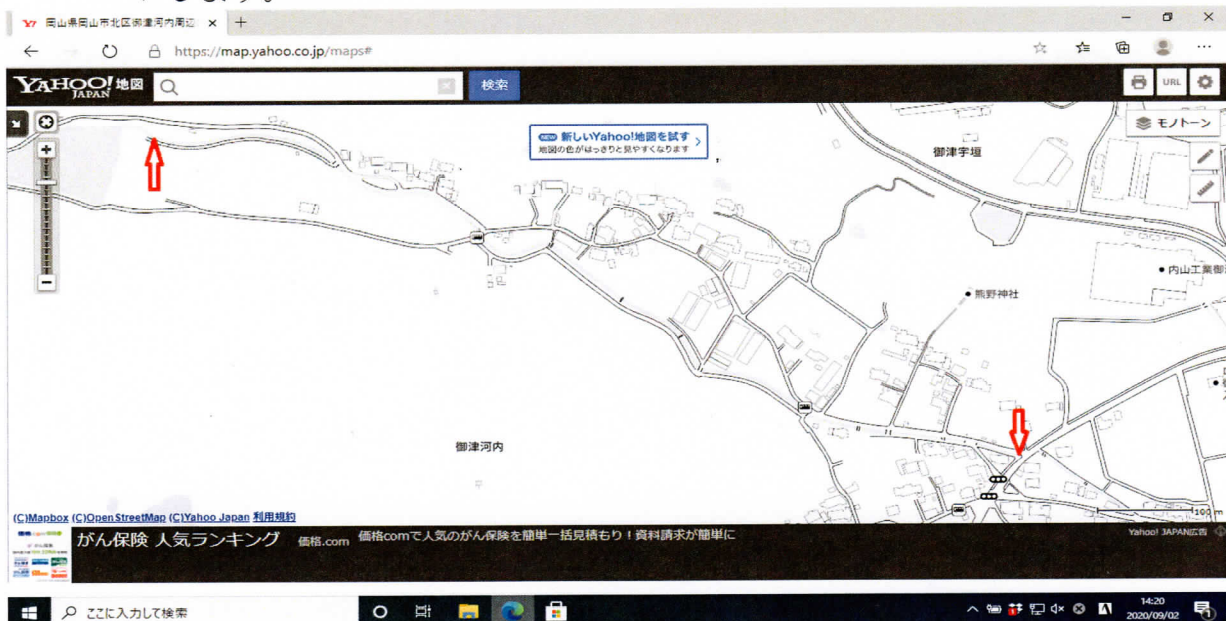 岡山県岡山市北区御津河内周辺
https://map.yahoo.co.jp/maps#
YAHOO! 地図
JAPAN
検索
URL
NEW 新しいYahoo!地図を試す
地図の色がはっきりと見やすくなります
モノトーン
御津宇垣
内山工業御
熊野神社
御津河内
100 m
(C)Mapbox (C)OpenStreetMap (C)Yahoo Japan 利用規約
がん保険 人気ランキング 価格.com 価格comで人気のがん保険を簡単一括見積もり！資料請求が簡単に
Yahoo! JAPAN広告
ここに入力して検索
14:20
2020/09/02